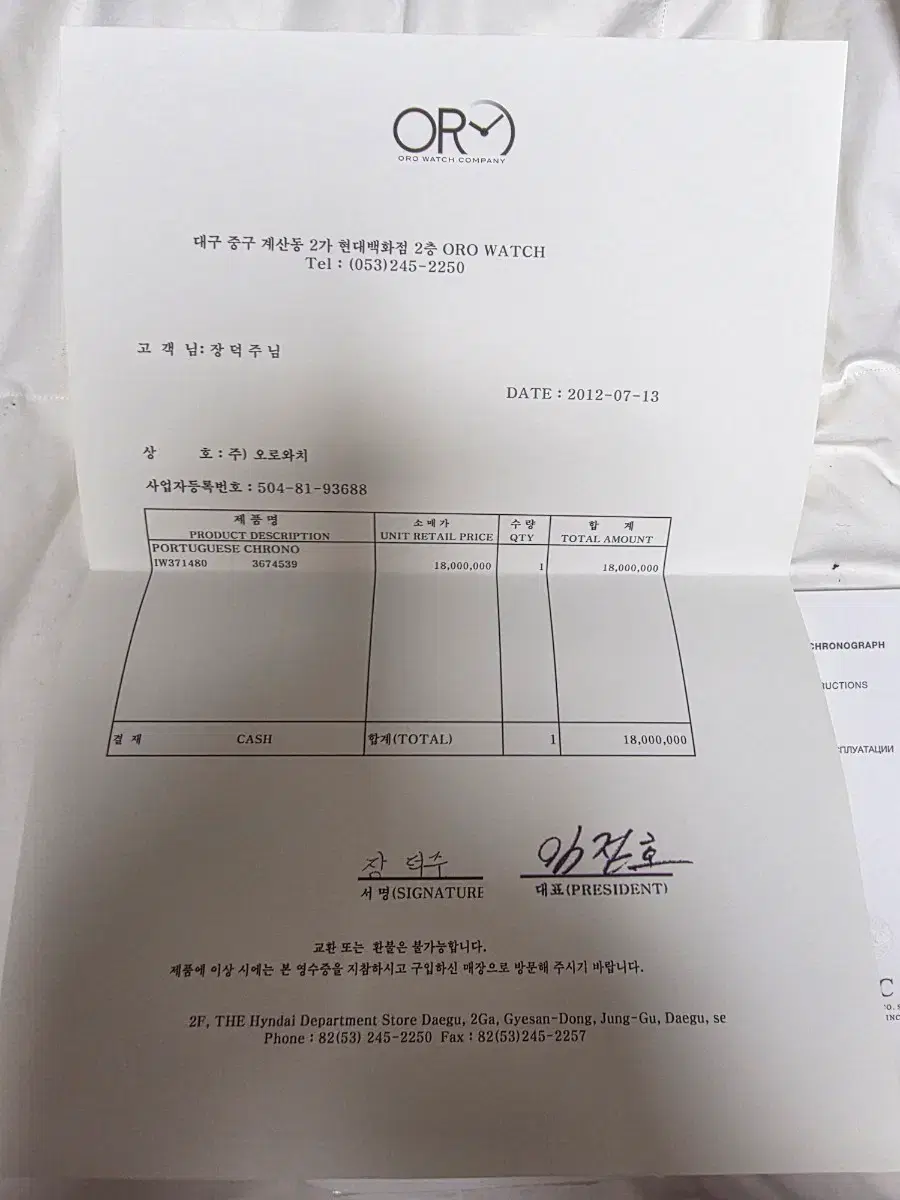 ORO
ORO WATCH COMPANY
대구 중구 계산동 2가 현대백화점 2층 ORO WATCH
Tel : (053)245-2250
고 객 님: 장 덕 주 님
DATE : 2012-07-13
상 호 : 주) 오로와치
사업자등록번호 : 504-81-93688
제 품 명 소 매 가 수 량 합 계
PRODUCT DESCRIPTION UNIT RETAIL PRICE QTY TOTAL AMOUNT
PORTUGUESE CHRONO
IW371480 3674539 18,000,000 1 18,000,000
CHRONOGRAPH
RUCTIONS
СПЛУАТАЦИИ
결 재 CASH 합계(TOTAL) 1 18,000,000
장 덕주 임진호
서 명(SIGNATURE 대표(PRESIDENT)
교환 또는 환불은 불가능합니다.
제품에 이상 시에는 본 영수증을 지참하시고 구입하신 매장으로 방문해 주시기 바랍니다.
2F, THE Hyndai Department Store Daegu, 2Ga, Gyesan-Dong, Jung-Gu, Daegu, se
Phone : 82(53) 245-2250 Fax : 82(53)245-2257